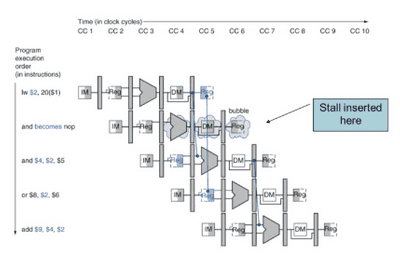 Time (in clock cycles)
CC 1 CC 2 CC 3 CC 4 CC 5 CC 6 CC 7 CC 8 CC 9 CC 10
Program
execution
order
(in instructions)
lw $2, 20($1)
IM Reg DM Reg
bubble
Stall inserted
here
and becomes nop
IM Reg DM Reg
and $4, $2, $5
IM Reg DM Reg
or $8, $2, $6
IM Reg DM Reg
add $9, $4, $2
IM Reg DM Reg